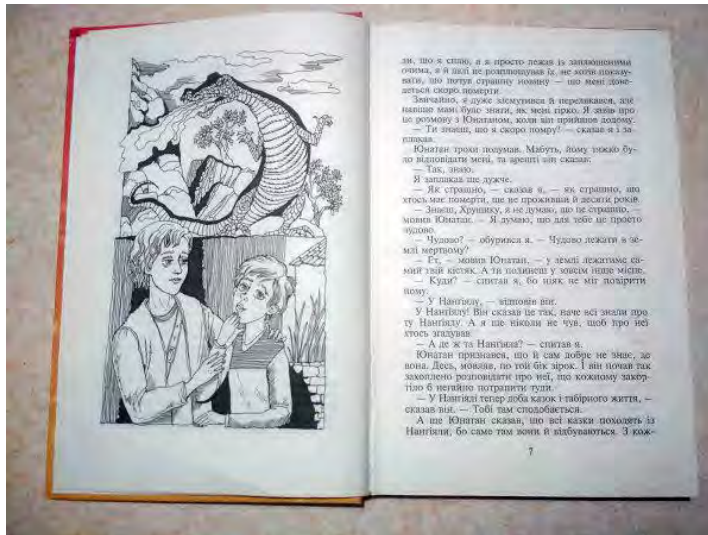 ли, що я сплю, а я просто лежав із заплющеними
очима, я й далі не розплющував їх, не хотів показу-
вати, що почув страшну новину — що мені дове-
деться скоро померти.
Звичайно, я дуже засмутився й перелякався, але
навіщо мамі було знати, як мені гірко. Я завів про
це розмову з Юнатаном, коли він прийшов додому.
— Ти знаєш, що я скоро помру? — сказав я і за-
плакав.
Юнатан трохи подумав. Мабуть, йому тяжко бу-
ло відповідати мені, та врешті він сказав:
— Так, знаю.
Я заплакав ще дужче.
— Як страшно, — сказав я, — як страшно, що
хтось має померти, ще не проживши й десяти років.
— Знаєш, Хрущику, я не думаю, що це страшно, —
мовив Юнатан. — Я думаю, що для тебе це просто
чудово.
— Чудово? — обурився я. — Чудово лежати в зе-
млі мертвому?
— Ет, — мовив Юнатан, — у землі лежатиме са-
мий твій кістяк. А ти полинеш у зовсім інше місце.
— Куди? — спитав я, бо ніяк не міг повірити
йому.
— У Нангіялу, — відповів він.
У Нангіялу! Він сказав це так, наче всі знали про
ту Нангіялу. А я ще ніколи не чув, щоб про неї
хтось згадував.
— А де ж та Нангіяла? — спитав я.
Юнатан признався, що й сам добре не знає, де
вона. Десь, мовляв, по той бік зірок. І він почав так
захоплено розповідати про неї, що кожному закор-
тіло б негайно потрапити туди.
— У Нангіялі тепер доба казок і табірного життя, —
сказав він. — Тобі там сподобається.
А ще Юнатан сказав, що всі казки походять із
Нангіяли, бо саме там вони й відбуваються. З кож-
7